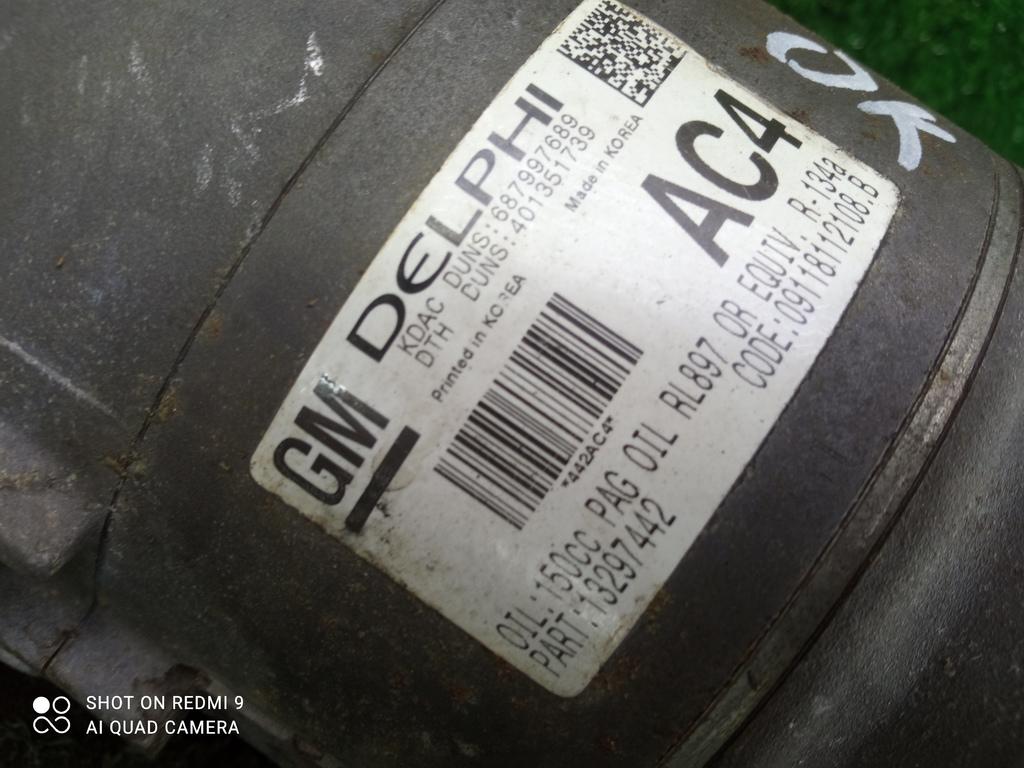 OK
GM
DELPHI
KDAC DUNS:687997689
DTH DUNS:401351739
Printed in KOREA
Made in KOREA
AC4
*442AC4*
OIL:150CC PAG OIL RL897 OR EQUIV R-134a
PART:13297442
CODE:09118112108.B
SHOT ON REDMI 9
AI QUAD CAMERA